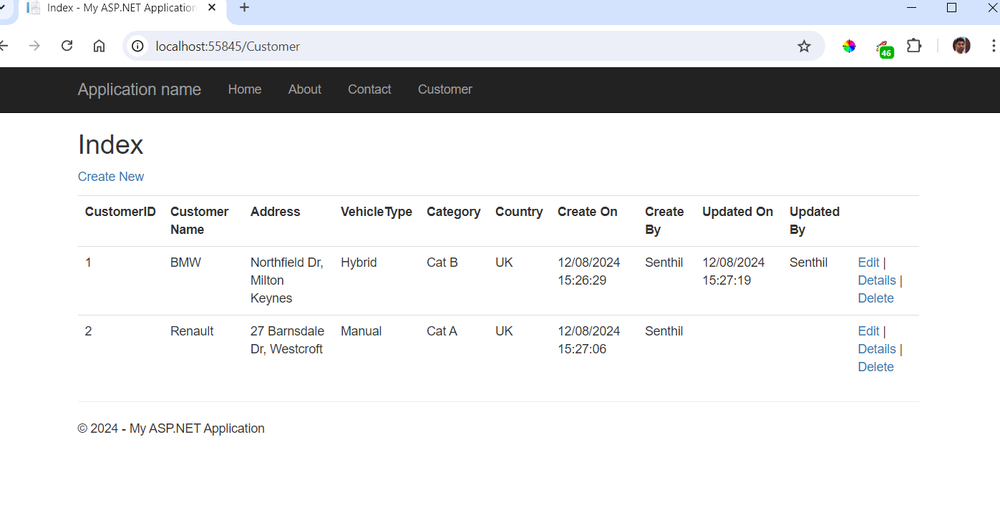 Index - My ASP.NET Application
localhost:55845/Customer
46
Application name Home About Contact Customer
Index
Create New
CustomerID Customer Name Address VehicleType Category Country Create On Create By Updated On Updated By
1 BMW Northfield Dr, Milton Keynes Hybrid Cat B UK 12/08/2024 15:26:29 Senthil 12/08/2024 15:27:19 Senthil Edit | Details | Delete
2 Renault 27 Barnsdale Dr, Westcroft Manual Cat A UK 12/08/2024 15:27:06 Senthil Edit | Details | Delete
© 2024 - My ASP.NET Application